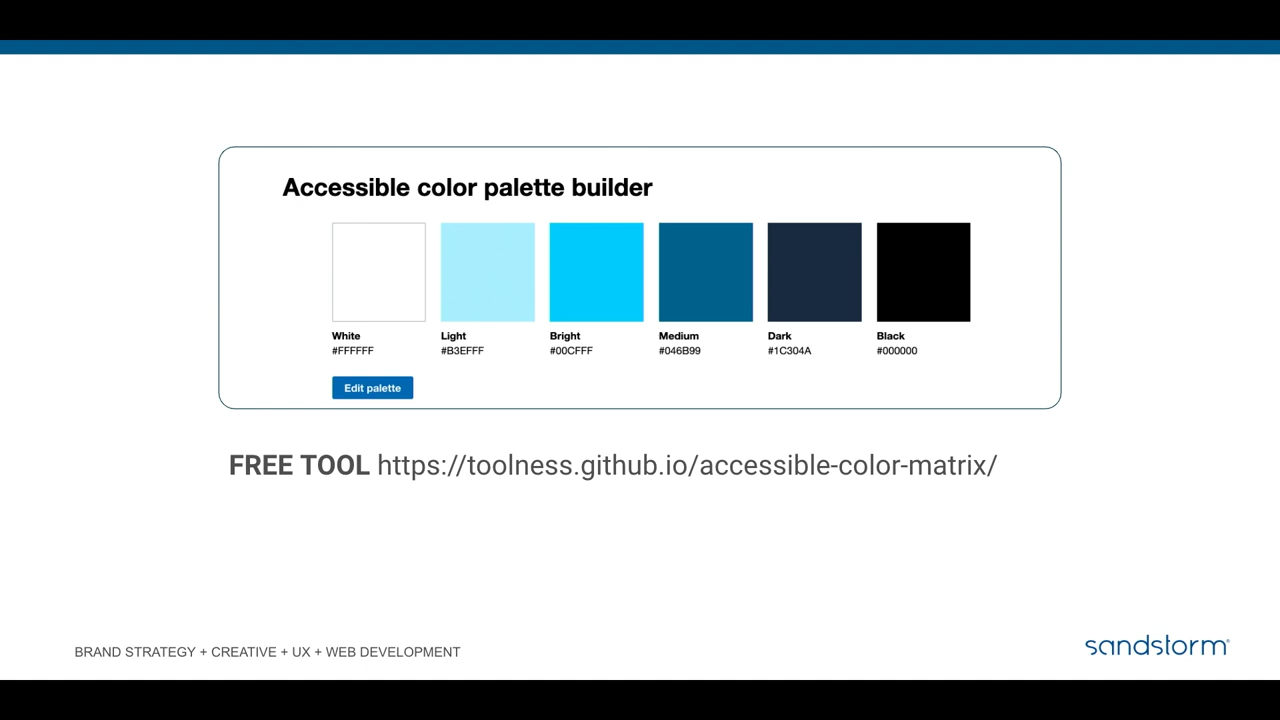 Accessible color palette builder
White Light Bright Medium Dark Black
#FFFFFF #B3EFFF #00CFFF #046B99 #1C304A #000000
Edit palette
FREE TOOL https://toolness.github.io/accessible-color-matrix/
BRAND STRATEGY + CREATIVE + UX + WEB DEVELOPMENT
sandstorm®